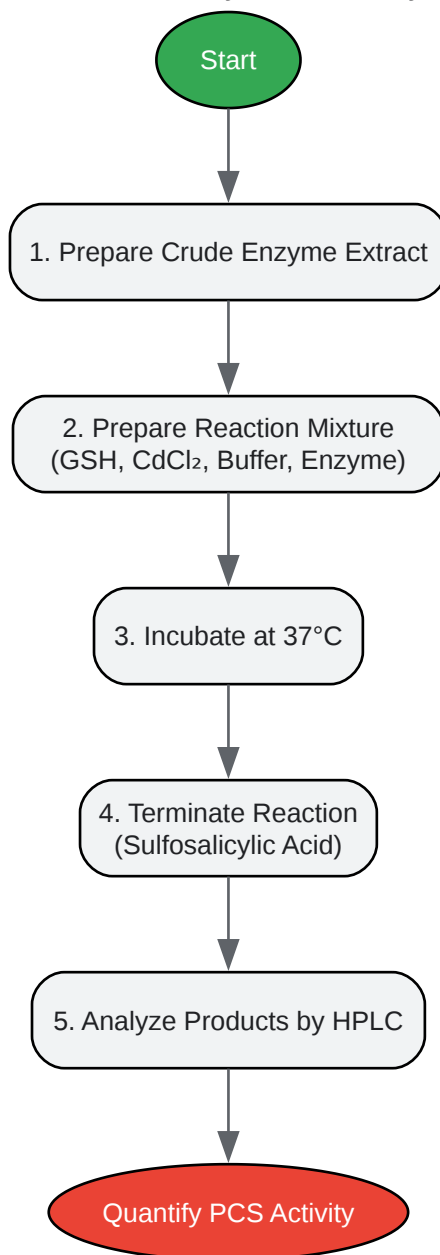 Start
1. Prepare Crude Enzyme Extract
2. Prepare Reaction Mixture
(GSH, CdCl₂, Buffer, Enzyme)
3. Incubate at 37°C
4. Terminate Reaction
(Sulfosalicylic Acid)
5. Analyze Products by HPLC
Quantify PCS Activity